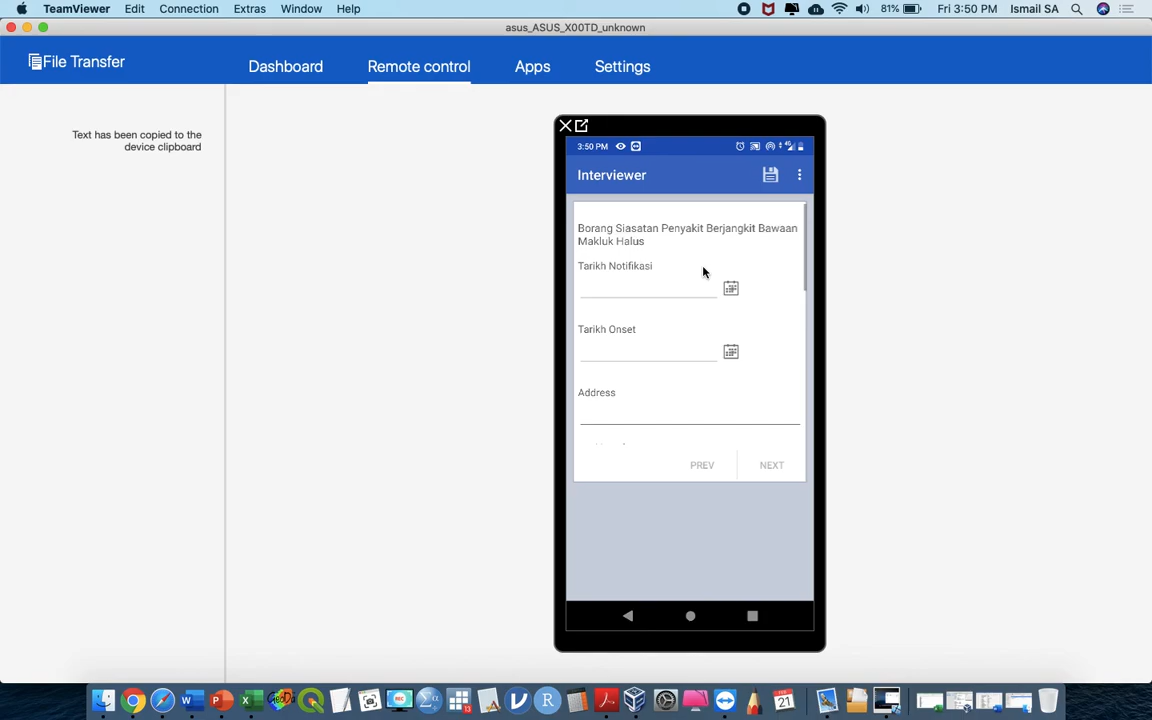 TeamViewer Edit Connection Extras Window Help
81% Fri 3:50 PM Ismail SA
asus_ASUS_X00TD_unknown
File Transfer
Dashboard Remote control Apps Settings
Text has been copied to the
device clipboard
3:50 PM
4G
Interviewer
Borang Siasatan Penyakit Berjangkit Bawaan
Makluk Halus
Tarikh Notifikasi
Tarikh Onset
Address
PREV NEXT